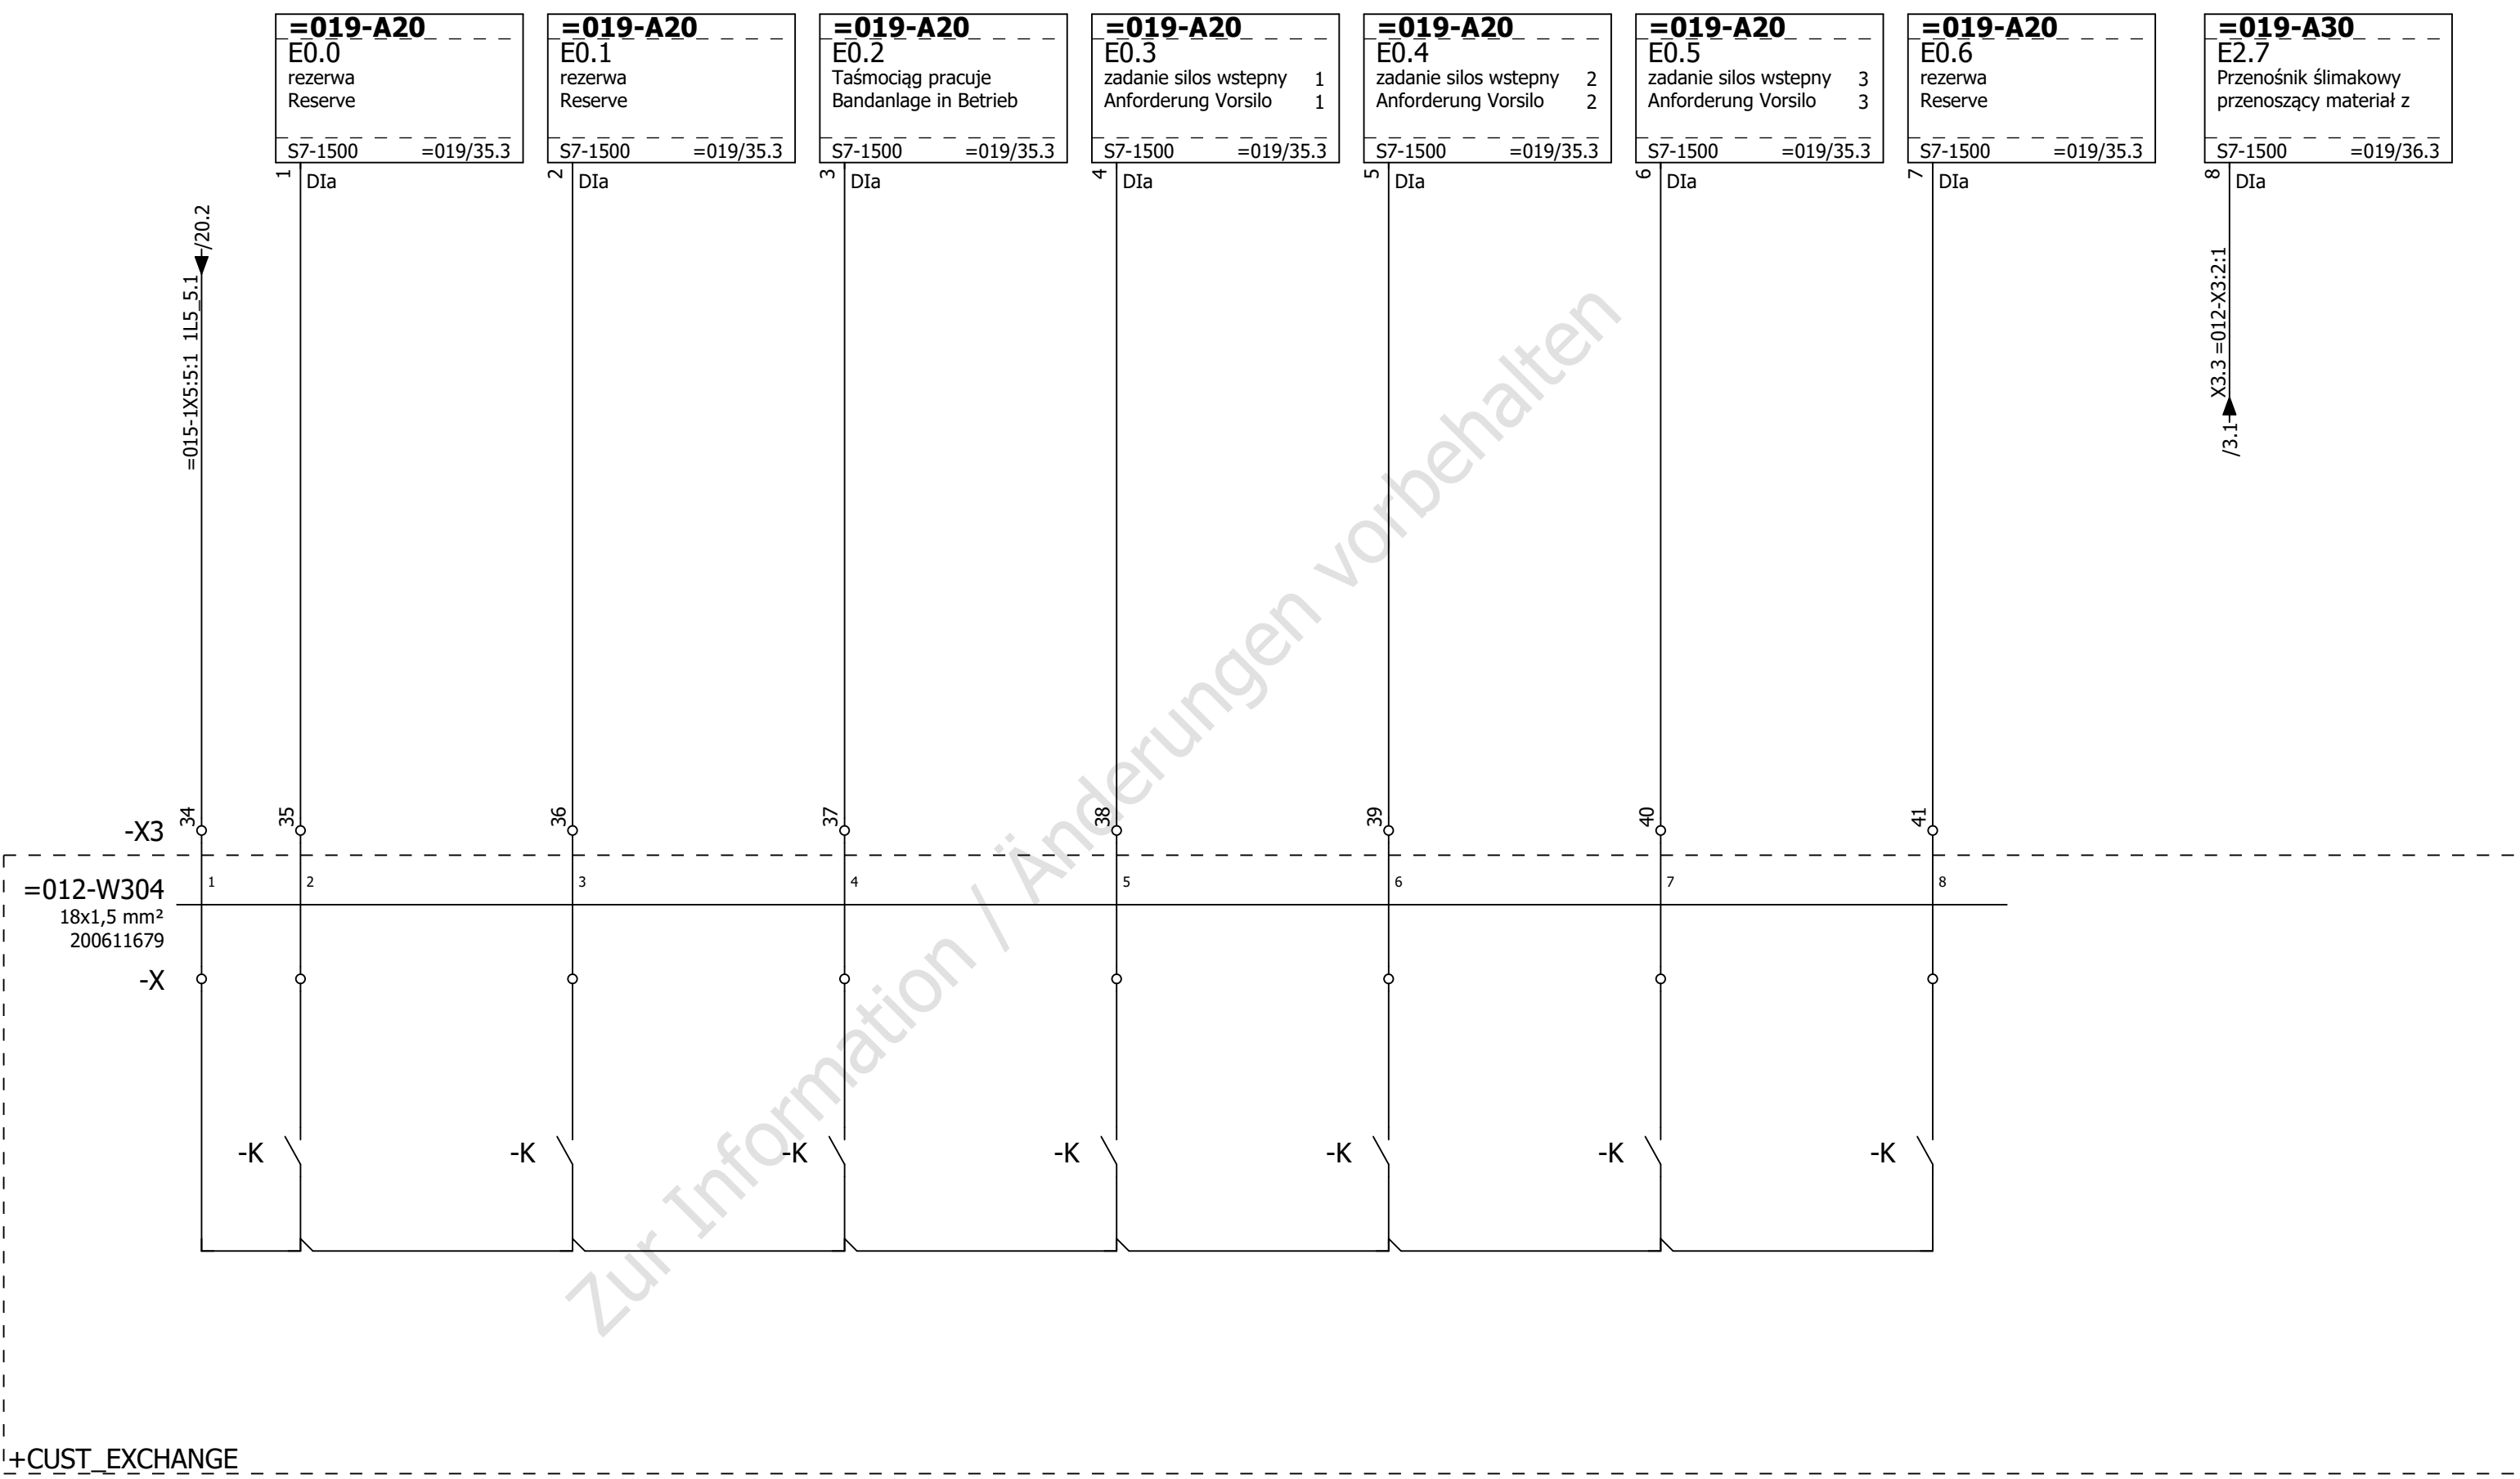 =019-A20
E0.0
rezerwa
Reserve
S7-1500 =019/35.3
1
DIa
=019-A20
E0.1
rezerwa
Reserve
S7-1500 =019/35.3
2
DIa
=019-A20
E0.2
Taśmociąg pracuje
Bandanlage in Betrieb
S7-1500 =019/35.3
3
DIa
=019-A20
E0.3
zadanie silos wstepny 1
Anforderung Vorsilo 1
S7-1500 =019/35.3
4
DIa
=019-A20
E0.4
zadanie silos wstepny 2
Anforderung Vorsilo 2
S7-1500 =019/35.3
5
DIa
=019-A20
E0.5
zadanie silos wstepny 3
Anforderung Vorsilo 3
S7-1500 =019/35.3
6
DIa
=019-A20
E0.6
rezerwa
Reserve
S7-1500 =019/35.3
7
DIa
=019-A30
E2.7
Przenośnik ślimakowy
przenoszący materiał z
S7-1500 =019/36.3
8
DIa
/20.2
=015-1X5:5:1 1L5_5.1
X3.3 =012-X3:2:1
/3.1
Zur Information / Änderungen vorbehalten
-X3 34 35 36 37 38 39 40 41
=012-W304 1 2 3 4 5 6 7 8
18x1,5 mm²
200611679
-X
-K -K -K -K -K -K -K
+CUST_EXCHANGE